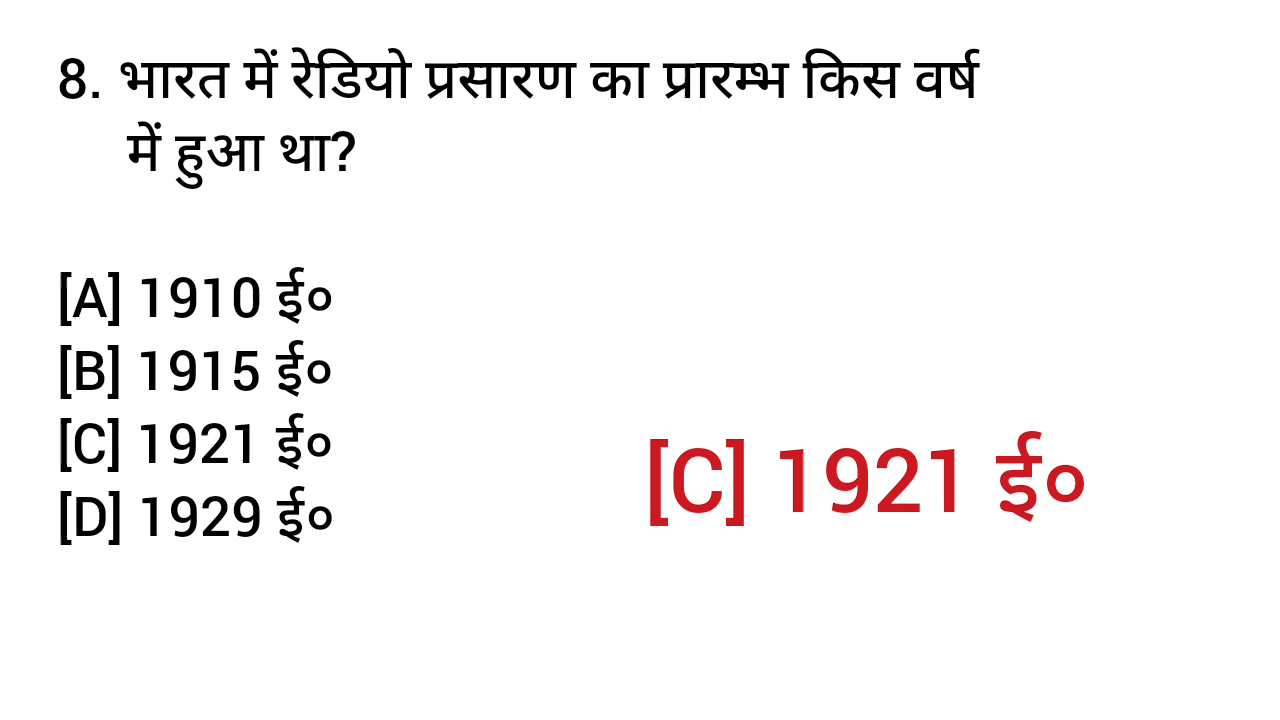 8. भारत में रेडियो प्रसारण का प्रारम्भ किस वर्ष
में हुआ था?
[A] 1910 ई०
[B] 1915 ई०
[C] 1921 ई०
[D] 1929 ई०
[C] 1921 ई०